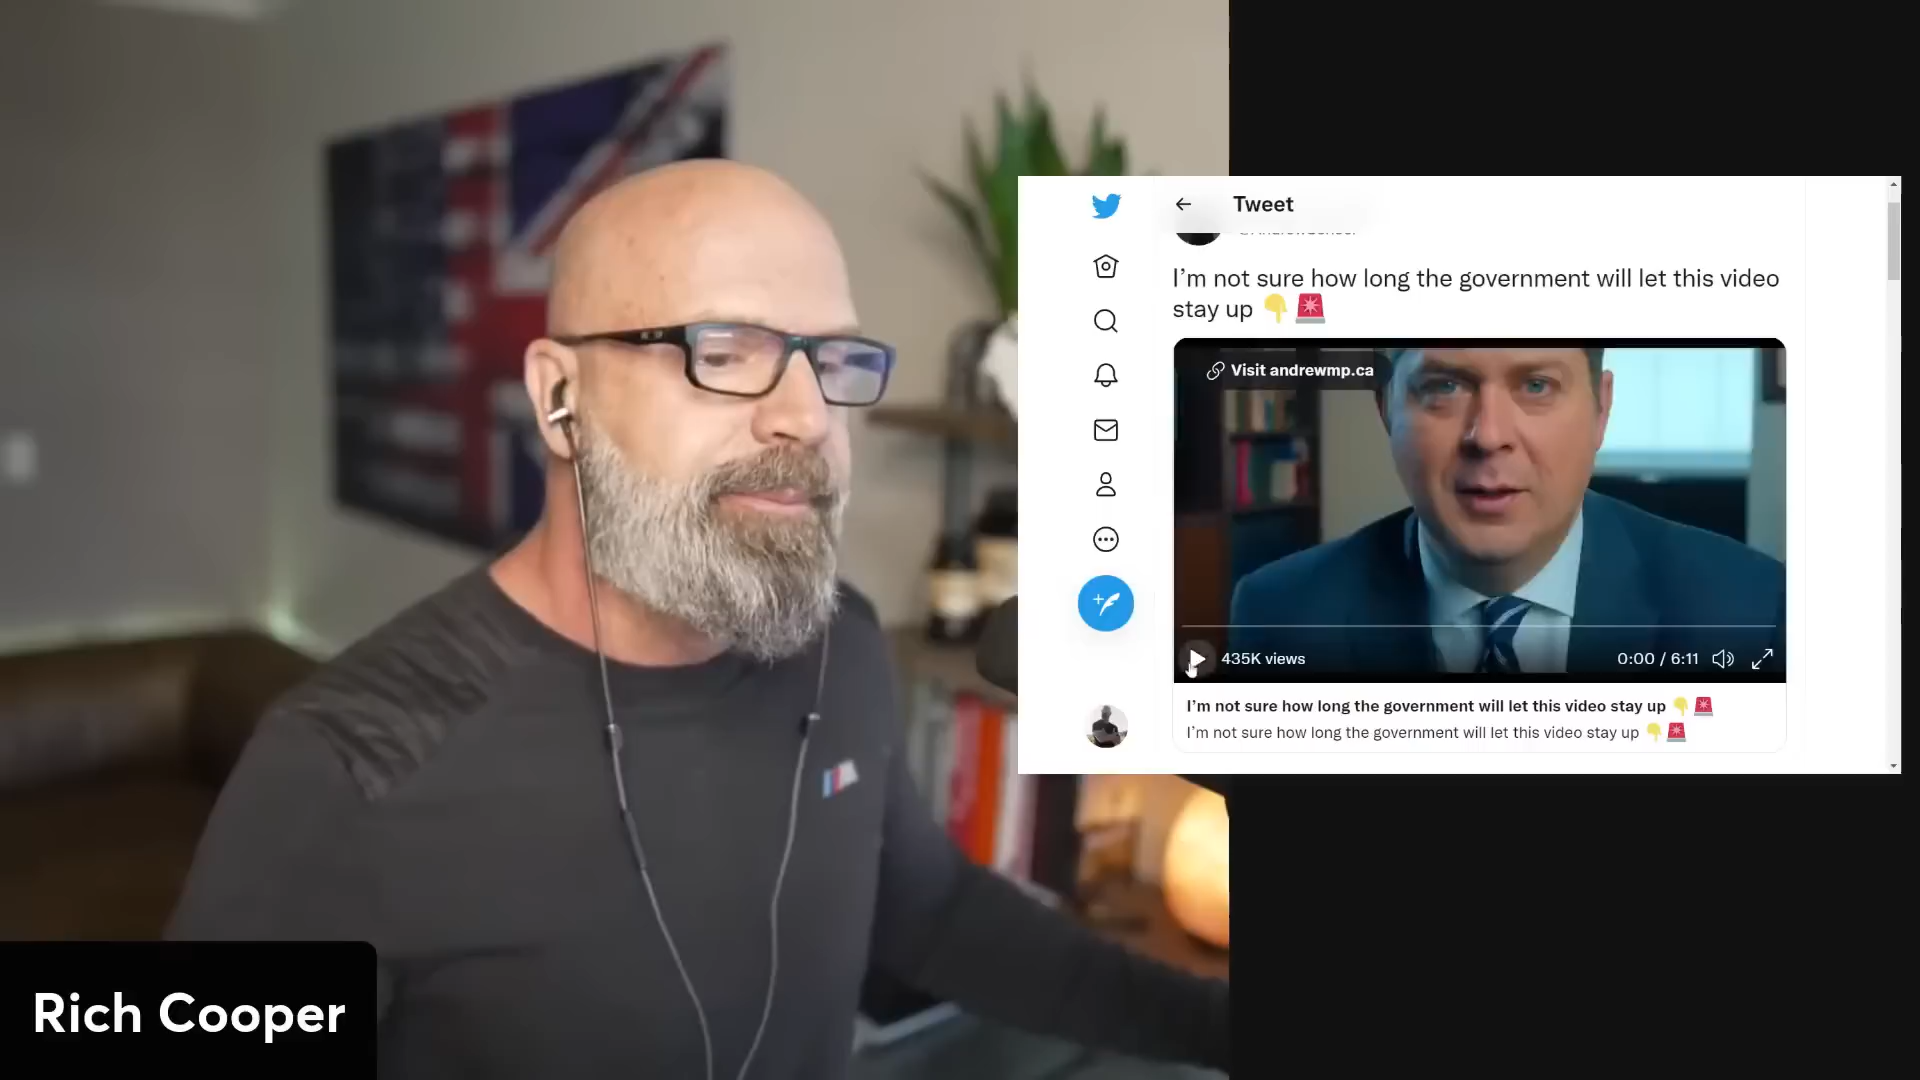 Tweet
I’m not sure how long the government will let this video
stay up 👇🚨
Visit andrewmp.ca
435K views
0:00 / 6:11
I’m not sure how long the government will let this video stay up 👇🚨
I’m not sure how long the government will let this video stay up 👇🚨
Rich Cooper